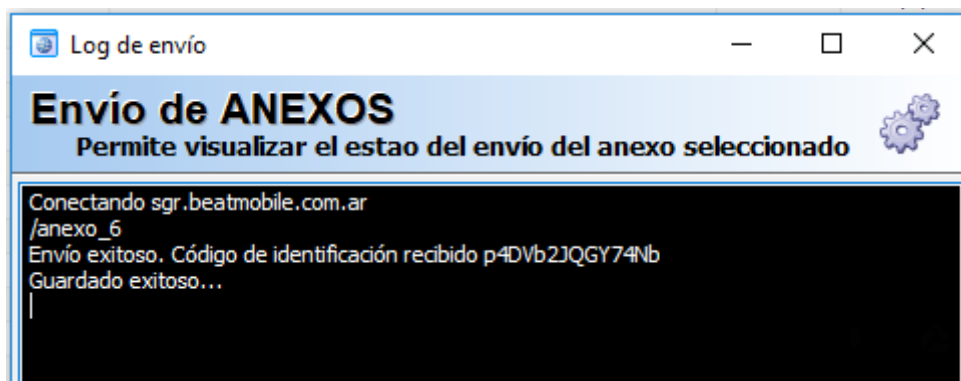 Log de envío
Envío de ANEXOS
Permite visualizar el estao del envío del anexo seleccionado
Conectando sgr.beatmobile.com.ar
/anexo_6
Envío exitoso. Código de identificación recibido p4DVb2JQGY74Nb
Guardado exitoso...